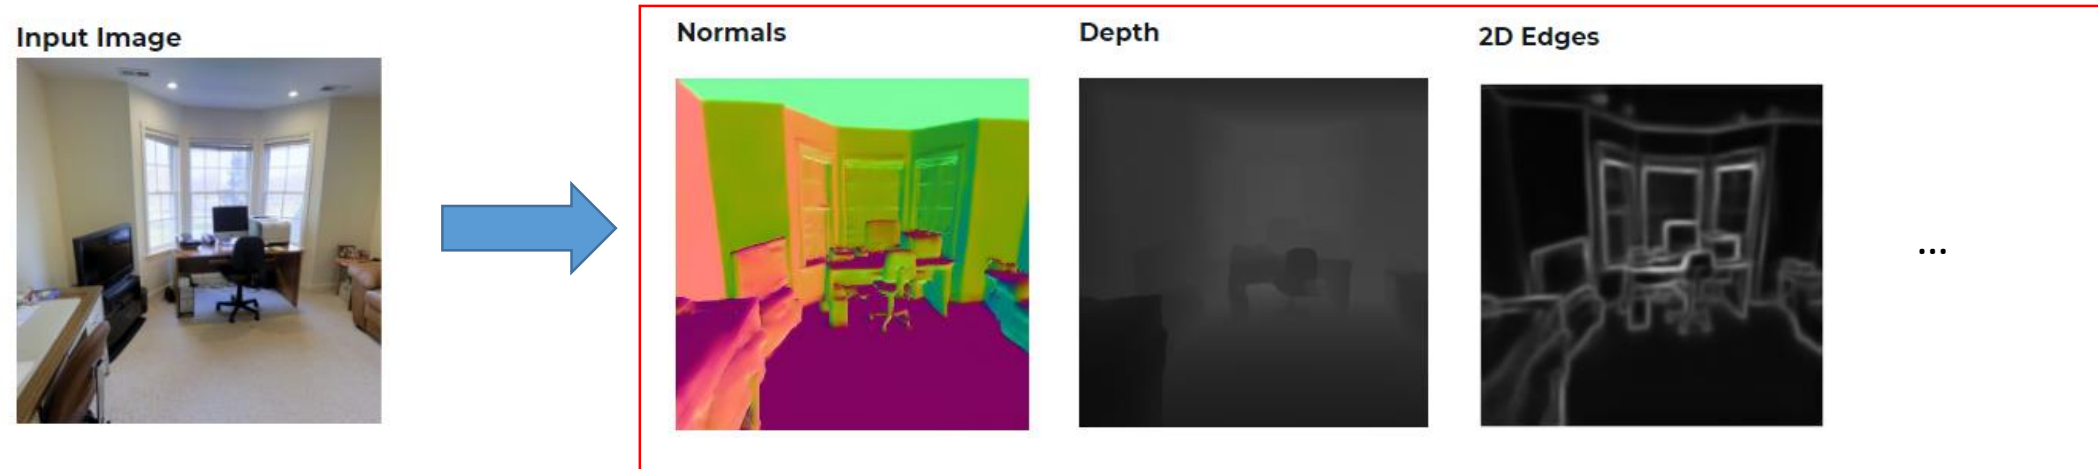 Input Image
Normals
Depth
2D Edges
...